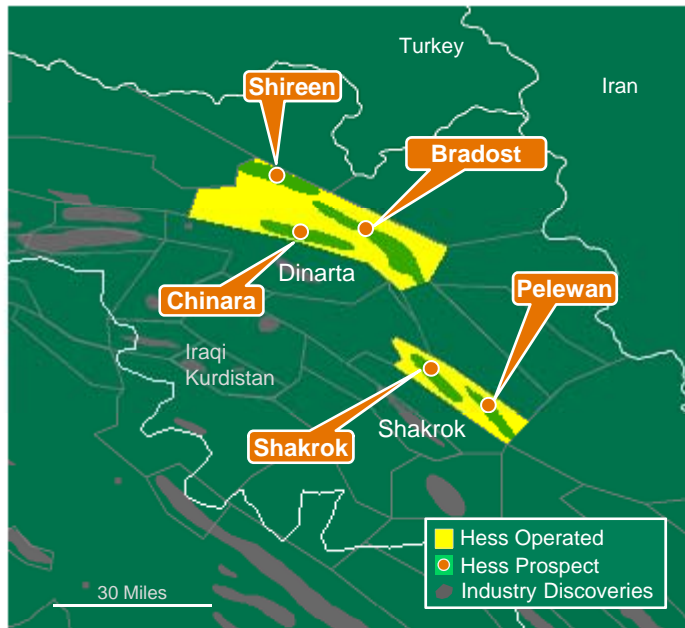 Turkey
Iran
Shireen
Bradost
Dinarta
Chinara
Pelewan
Iraqi
Kurdistan
Shakrok
Shakrok
Hess Operated
Hess Prospect
Industry Discoveries
30 Miles